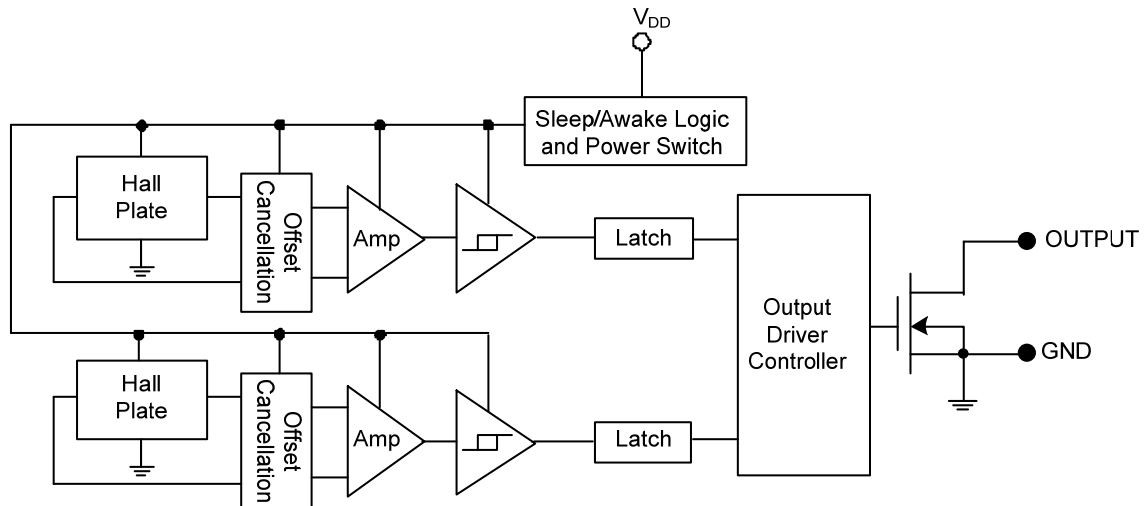 VDD
Sleep/Awake Logic
and Power Switch
Hall
Plate
Offset
Cancellation
Amp
Latch
OUTPUT
Output
Driver
Controller
GND
Hall
Plate
Offset
Cancellation
Amp
Latch